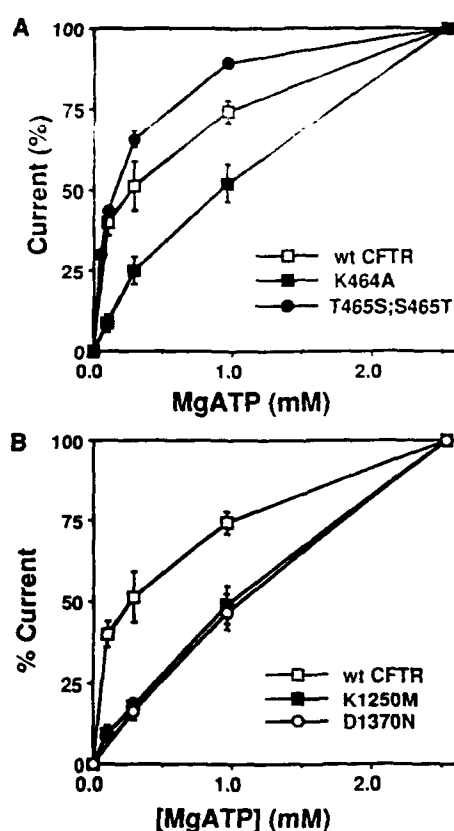 A
100
75
50
25
0
Current (%)
wt CFTR
K464A
T465S;S465T
0.0
1.0
2.0
MgATP (mM)
B
100
75
50
25
0
% Current
wt CFTR
K1250M
D1370N
0.0
1.0
2.0
[MgATP] (mM)